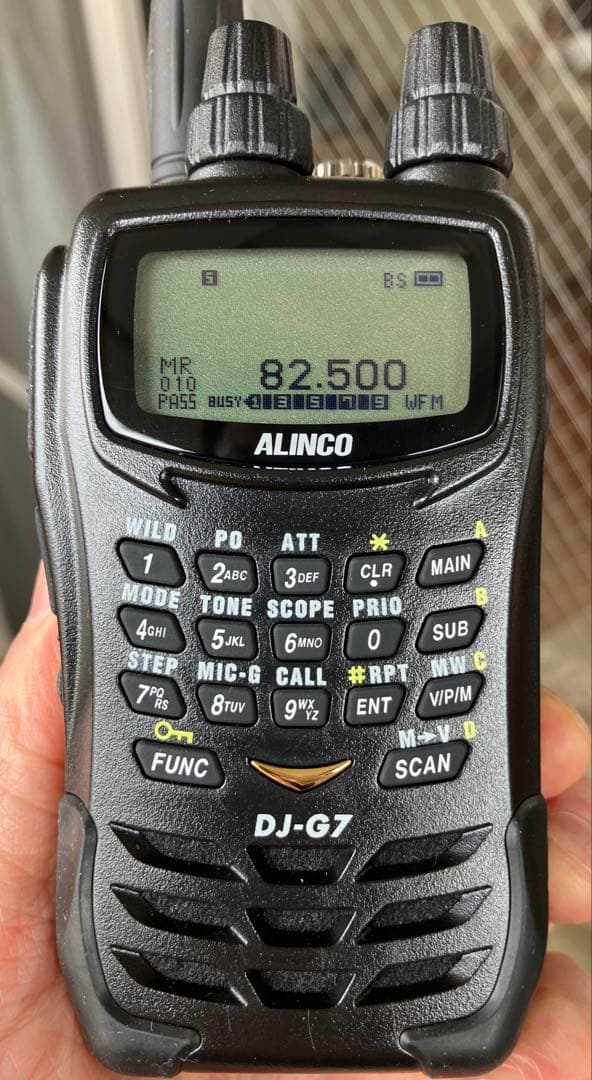 5 BS
MR
010 82.500
PASS BUSY 1 3 5 7 9 WFM
ALINCO
WILD PO ATT * A
1 2ABC 3DEF CLR MAIN
MODE TONE SCOPE PRIO B
4GHI 5JKL 6MNO 0 SUB
STEP MIC-G CALL #RPT MW C
7PQRS 8TUV 9WXYZ ENT V/P/M
M→V D
FUNC SCAN
DJ-G7